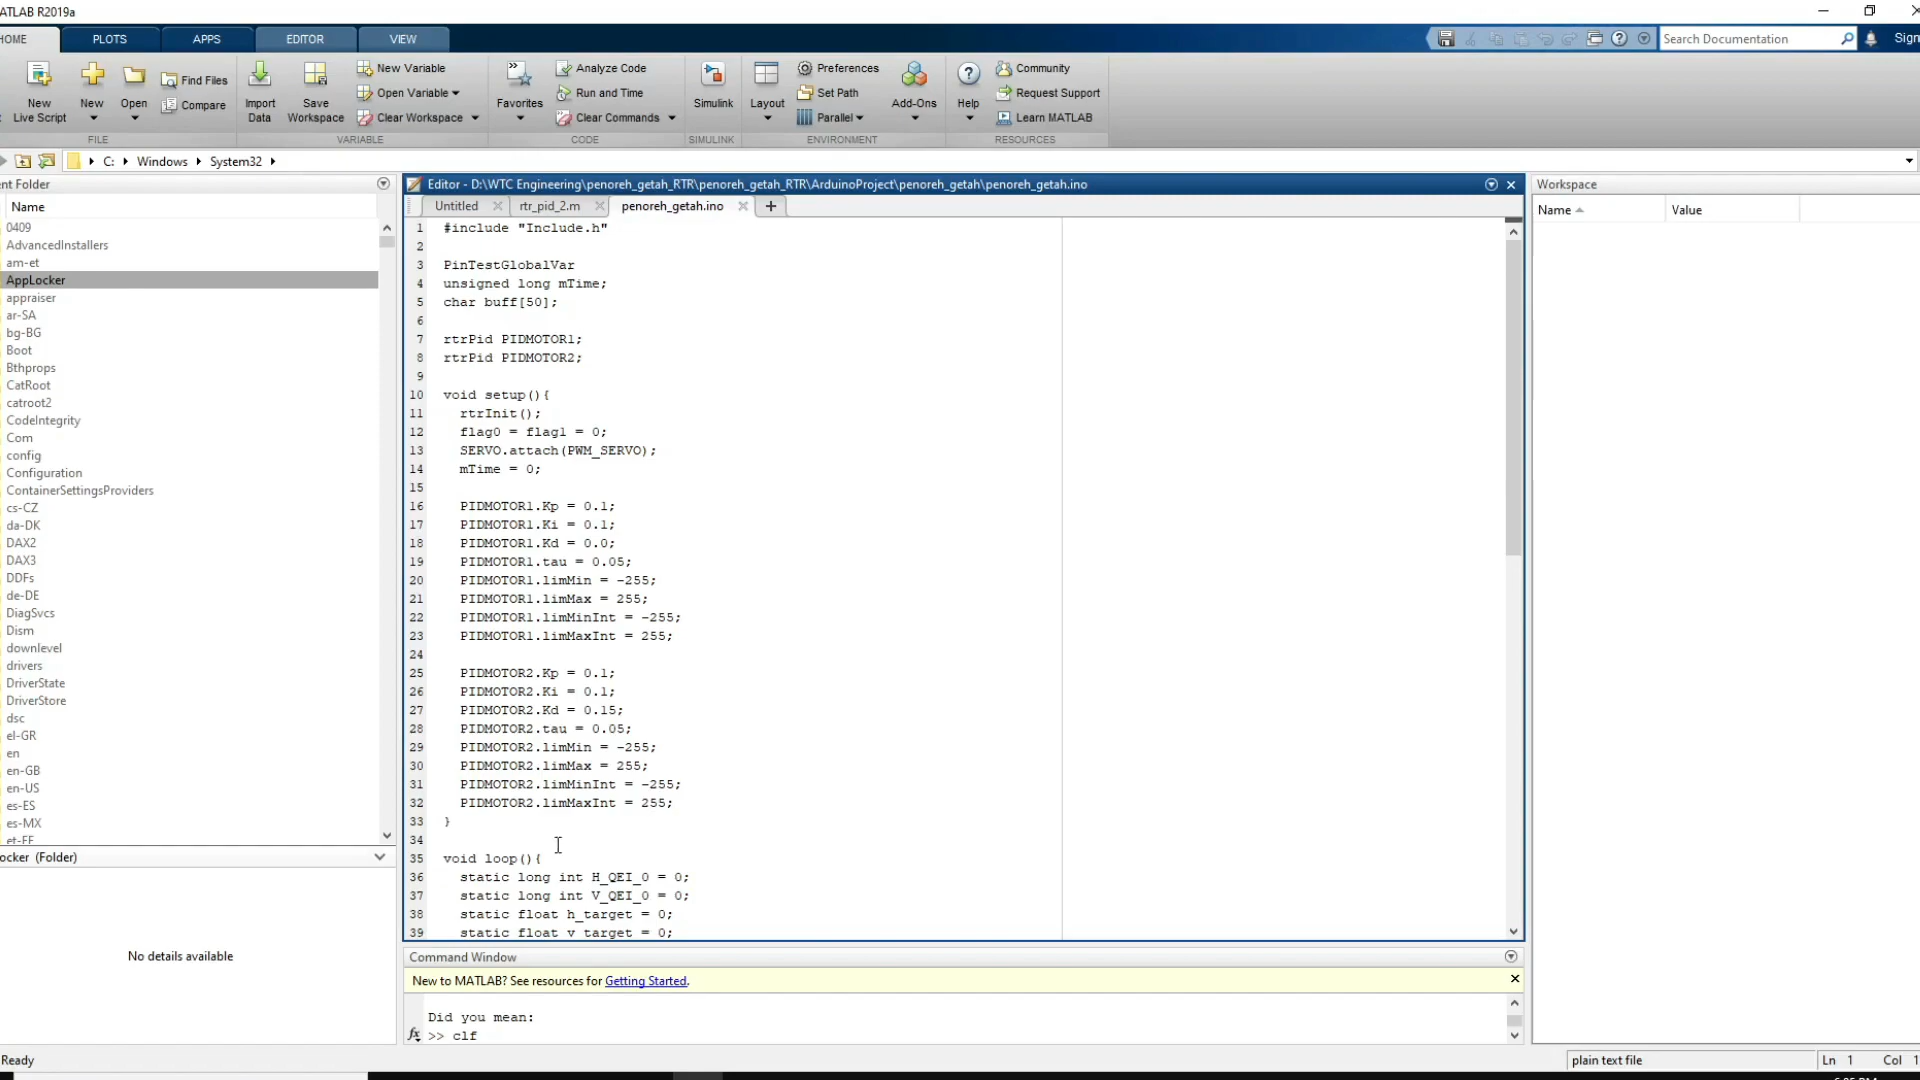 ATLAB R2019a
HOME
PLOTS
APPS
EDITOR
VIEW
Search Documentation
Sign
New
Live Script
New
Open
Find Files
Compare
FILE
Import
Data
Save
Workspace
New Variable
Open Variable
Clear Workspace
VARIABLE
Favorites
Analyze Code
Run and Time
Clear Commands
CODE
Simulink
SIMULINK
Layout
Preferences
Set Path
Parallel
Add-Ons
ENVIRONMENT
Help
Community
Request Support
Learn MATLAB
RESOURCES
C: Windows System32
ent Folder
Name
0409
AdvancedInstallers
am-et
AppLocker
appraiser
ar-SA
bg-BG
Boot
Bthprops
CatRoot
catroot2
CodeIntegrity
Com
config
Configuration
ContainerSettingsProviders
cs-CZ
da-DK
DAX2
DAX3
DDFs
de-DE
DiagSvcs
Dism
downlevel
drivers
DriverState
DriverStore
dsc
el-GR
en
en-GB
en-US
es-ES
es-MX
et-EE
ocker (Folder)
No details available
Editor - D:\WTC Engineering\penoreh_getah_RTR\penoreh_getah_RTR\ArduinoProject\penoreh_getah\penoreh_getah.ino
Untitled
rtr_pid_2.m
penoreh_getah.ino
1 #include "Include.h"
2
3 PinTestGlobalVar
4 unsigned long mTime;
5 char buff[50];
6
7 rtrPid PIDMOTOR1;
8 rtrPid PIDMOTOR2;
9
10 void setup(){
11 rtrInit();
12 flag0 = flag1 = 0;
13 SERVO.attach(PWM_SERVO);
14 mTime = 0;
15
16 PIDMOTOR1.Kp = 0.1;
17 PIDMOTOR1.Ki = 0.1;
18 PIDMOTOR1.Kd = 0.0;
19 PIDMOTOR1.tau = 0.05;
20 PIDMOTOR1.limMin = -255;
21 PIDMOTOR1.limMax = 255;
22 PIDMOTOR1.limMinInt = -255;
23 PIDMOTOR1.limMaxInt = 255;
24
25 PIDMOTOR2.Kp = 0.1;
26 PIDMOTOR2.Ki = 0.1;
27 PIDMOTOR2.Kd = 0.15;
28 PIDMOTOR2.tau = 0.05;
29 PIDMOTOR2.limMin = -255;
30 PIDMOTOR2.limMax = 255;
31 PIDMOTOR2.limMinInt = -255;
32 PIDMOTOR2.limMaxInt = 255;
33 }
34
35 void loop(){
36 static long int H_QEI_0 = 0;
37 static long int V_QEI_0 = 0;
38 static float h_target = 0;
39 static float v_target = 0;
Command Window
New to MATLAB? See resources for Getting Started.
Did you mean:
fx >> clf
Workspace
Name
Value
Ready
plain text file
Ln 1
Col 1